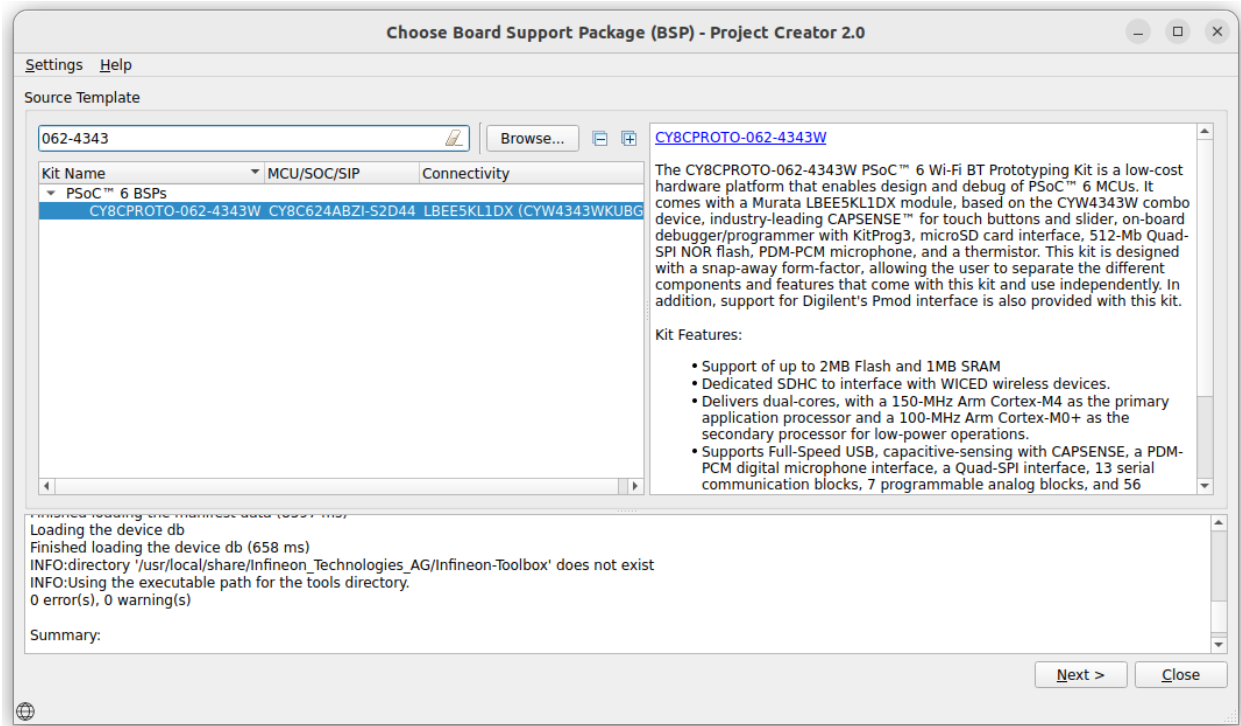 Choose Board Support Package (BSP) - Project Creator 2.0
Settings Help
Source Template
062-4343
Browse...
Kit Name MCU/SOC/SIP Connectivity
PSoC™ 6 BSPs
CY8CPROTO-062-4343W CY8C624ABZI-S2D44 LBEE5KL1DX (CYW4343WKUBG
CY8CPROTO-062-4343W
The CY8CPROTO-062-4343W PSoC™ 6 Wi-Fi BT Prototyping Kit is a low-cost
hardware platform that enables design and debug of PSoC™ 6 MCUs. It
comes with a Murata LBEE5KL1DX module, based on the CYW4343W combo
device, industry-leading CAPSENSE™ for touch buttons and slider, on-board
debugger/programmer with KitProg3, microSD card interface, 512-Mb Quad-
SPI NOR flash, PDM-PCM microphone, and a thermistor. This kit is designed
with a snap-away form-factor, allowing the user to separate the different
components and features that come with this kit and use independently. In
addition, support for Digilent's Pmod interface is also provided with this kit.
Kit Features:
• Support of up to 2MB Flash and 1MB SRAM
• Dedicated SDHC to interface with WICED wireless devices.
• Delivers dual-cores, with a 150-MHz Arm Cortex-M4 as the primary
application processor and a 100-MHz Arm Cortex-M0+ as the
secondary processor for low-power operations.
• Supports Full-Speed USB, capacitive-sensing with CAPSENSE, a PDM-
PCM digital microphone interface, a Quad-SPI interface, 13 serial
communication blocks, 7 programmable analog blocks, and 56
Finished loading the manifest data
Loading the device db
Finished loading the device db (658 ms)
INFO:directory '/usr/local/share/Infineon_Technologies_AG/Infineon-Toolbox' does not exist
INFO:Using the executable path for the tools directory.
0 error(s), 0 warning(s)
Summary:
Next > Close